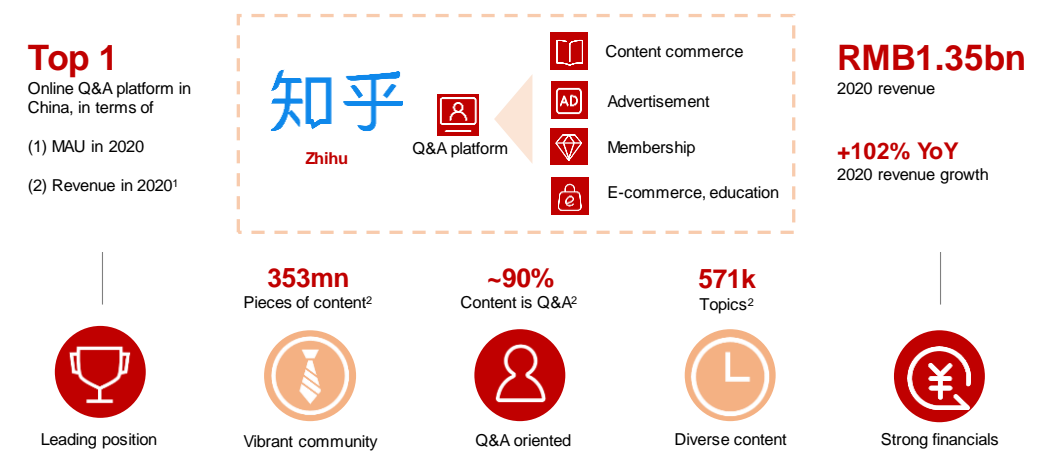 Top 1
Online Q&A platform in
China, in terms of
(1) MAU in 2020
(2) Revenue in 2020¹
知乎
Zhihu
Q&A platform
Content commerce
AD
Advertisement
Membership
e
E-commerce, education
RMB1.35bn
2020 revenue
+102% YoY
2020 revenue growth
353mn
Pieces of content²
~90%
Content is Q&A²
571k
Topics²
¥
Leading position
Vibrant community
Q&A oriented
Diverse content
Strong financials